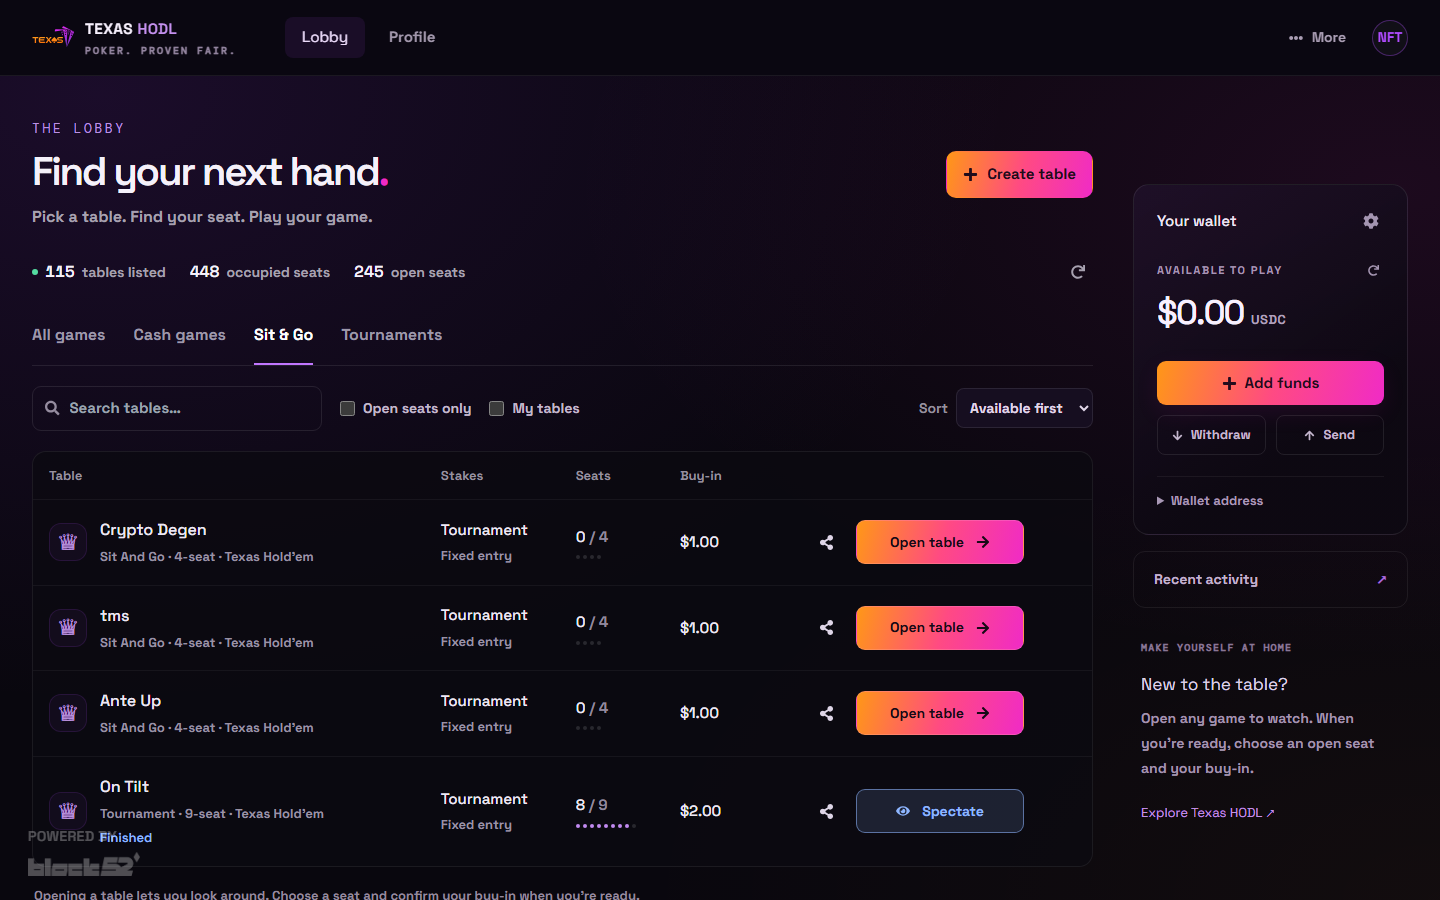 TEXAS
TEXAS HODL
POKER. PROVEN FAIR.
Lobby
Profile
More
NFT
THE LOBBY
Find your next hand.
Pick a table. Find your seat. Play your game.
Create table
115 tables listed
448 occupied seats
245 open seats
All games
Cash games
Sit & Go
Tournaments
Search tables...
Open seats only
My tables
Sort
Available first
Table
Stakes
Seats
Buy-in
Crypto Degen
Sit And Go · 4-seat · Texas Hold'em
Tournament
Fixed entry
0 / 4
$1.00
Open table
tms
Sit And Go · 4-seat · Texas Hold'em
Tournament
Fixed entry
0 / 4
$1.00
Open table
Ante Up
Sit And Go · 4-seat · Texas Hold'em
Tournament
Fixed entry
0 / 4
$1.00
Open table
On Tilt
Tournament · 9-seat · Texas Hold'em
Finished
Tournament
Fixed entry
8 / 9
$2.00
Spectate
POWERED BY
block52
Opening a table lets you look around. Choose a seat and confirm your buy-in when you're ready.
Your wallet
AVAILABLE TO PLAY
$0.00 USDC
Add funds
Withdraw
Send
Wallet address
Recent activity
MAKE YOURSELF AT HOME
New to the table?
Open any game to watch. When
you're ready, choose an open seat
and your buy-in.
Explore Texas HODL ↗